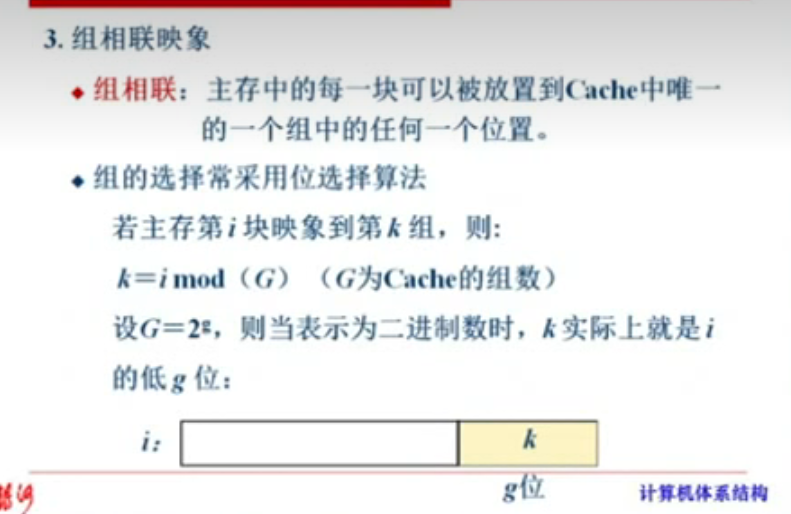 3. 组相联映象
◆ 组相联：主存中的每一块可以被放置到Cache中唯一
的一个组中的任何一个位置。
◆ 组的选择常采用位选择算法
若主存第 i 块映象到第 k 组，则:
k＝i mod（G）（G为Cache的组数）
设G＝2ᵍ，则当表示为二进制数时，k 实际上就是 i
的低 g 位：
i： k
g位
计算机体系结构